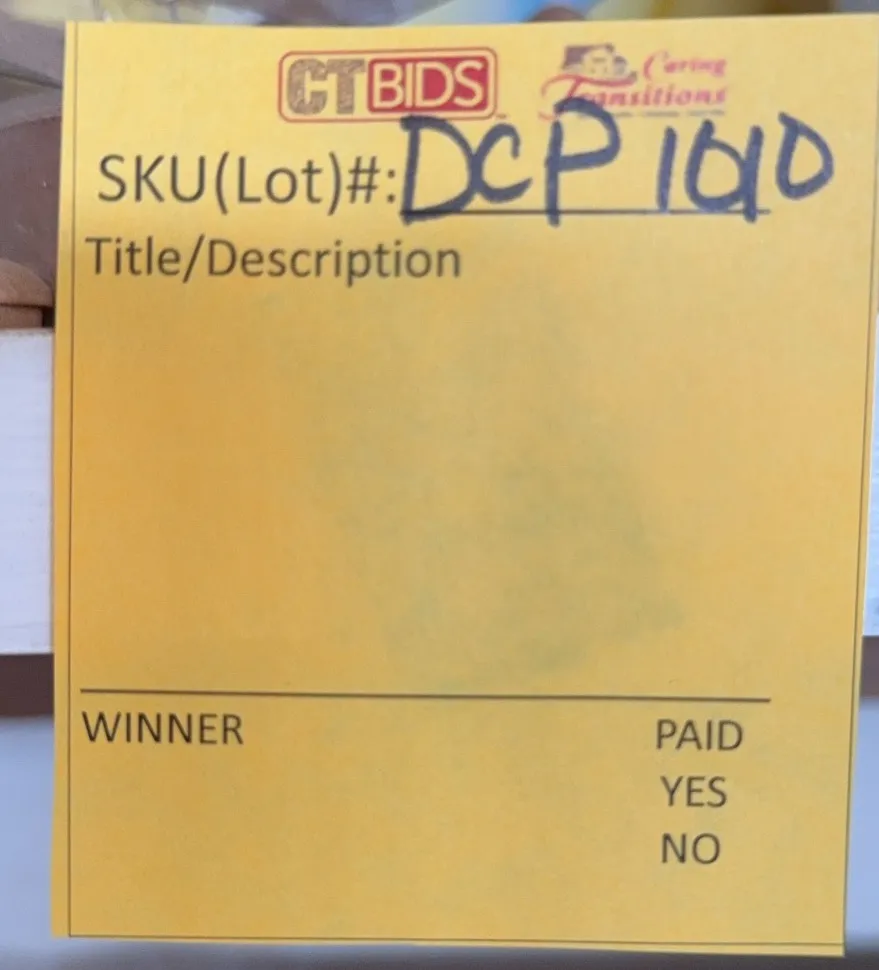 CTBIDS Caring
Transitions
SKU(Lot)#: DCP 1010
Title/Description
WINNER PAID
YES
NO